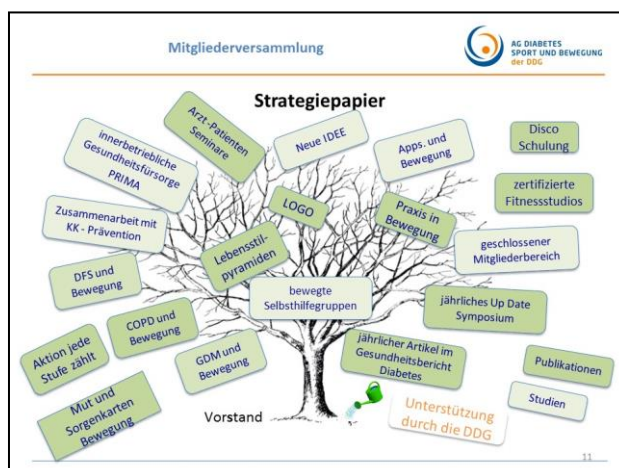 Mitgliederversammlung
AG DIABETES
SPORT UND BEWEGUNG
der DDG
Strategiepapier
innerbetriebliche
Gesundheitsfürsorge
PRIMA
Arzt-Patienten
Seminare
Neue IDEE
Apps. und
Bewegung
Disco
Schulung
Zusammenarbeit mit
KK - Prävention
LOGO
Praxis in
Bewegung
zertifizierte
Fitnessstudios
Lebensstil-
pyramiden
geschlossener
Mitgliederbereich
DFS und
Bewegung
bewegte
Selbsthilfegruppen
jährliches Up Date
Symposium
COPD und
Bewegung
Aktion jede
Stufe zählt
GDM und
Bewegung
jährlicher Artikel im
Gesundheitsbericht
Diabetes
Publikationen
Mut und
Sorgenkarten
Bewegung
Vorstand
Unterstützung
durch die DDG
Studien
11